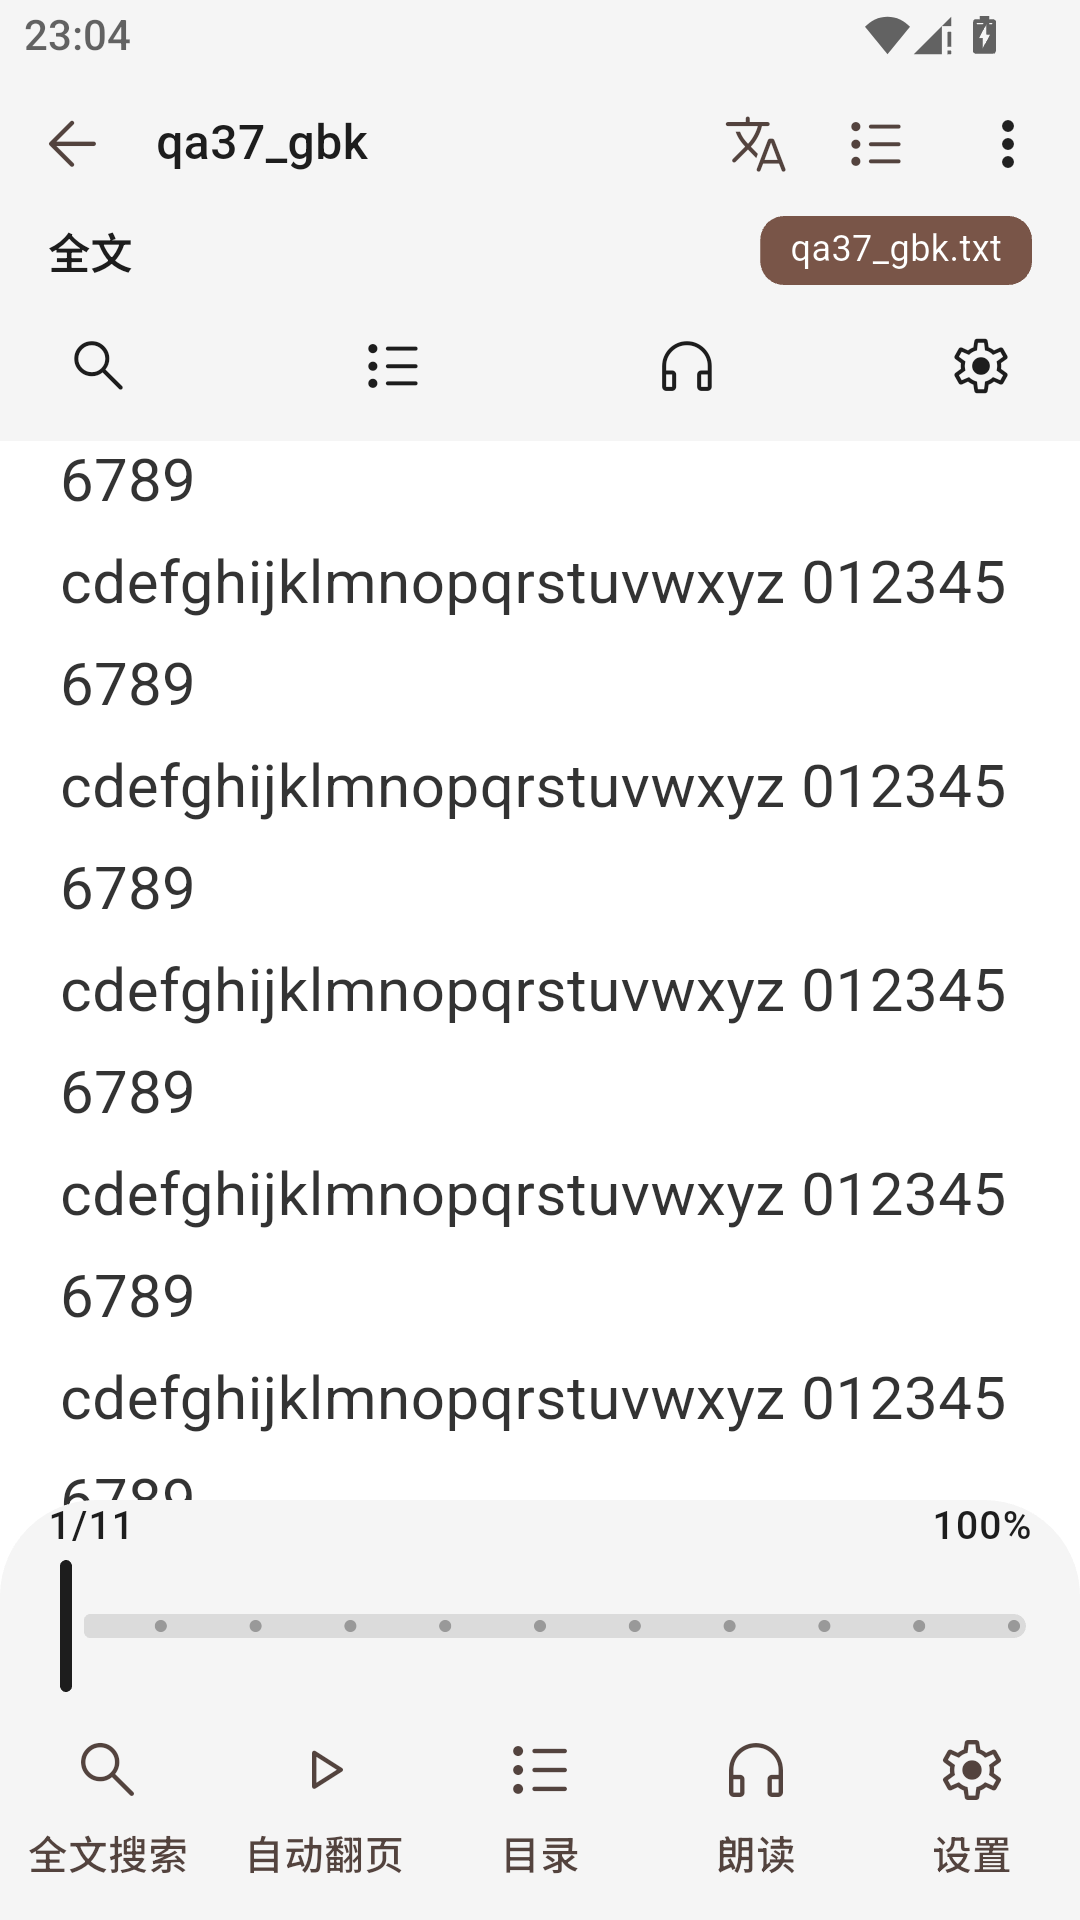 23:04
qa37_gbk
全文
qa37_gbk.txt
6789
cdefghijklmnopqrstuvwxyz 012345
6789
cdefghijklmnopqrstuvwxyz 012345
6789
cdefghijklmnopqrstuvwxyz 012345
6789
cdefghijklmnopqrstuvwxyz 012345
6789
cdefghijklmnopqrstuvwxyz 012345
6789
1/11
100%
全文搜索
自动翻页
目录
朗读
设置